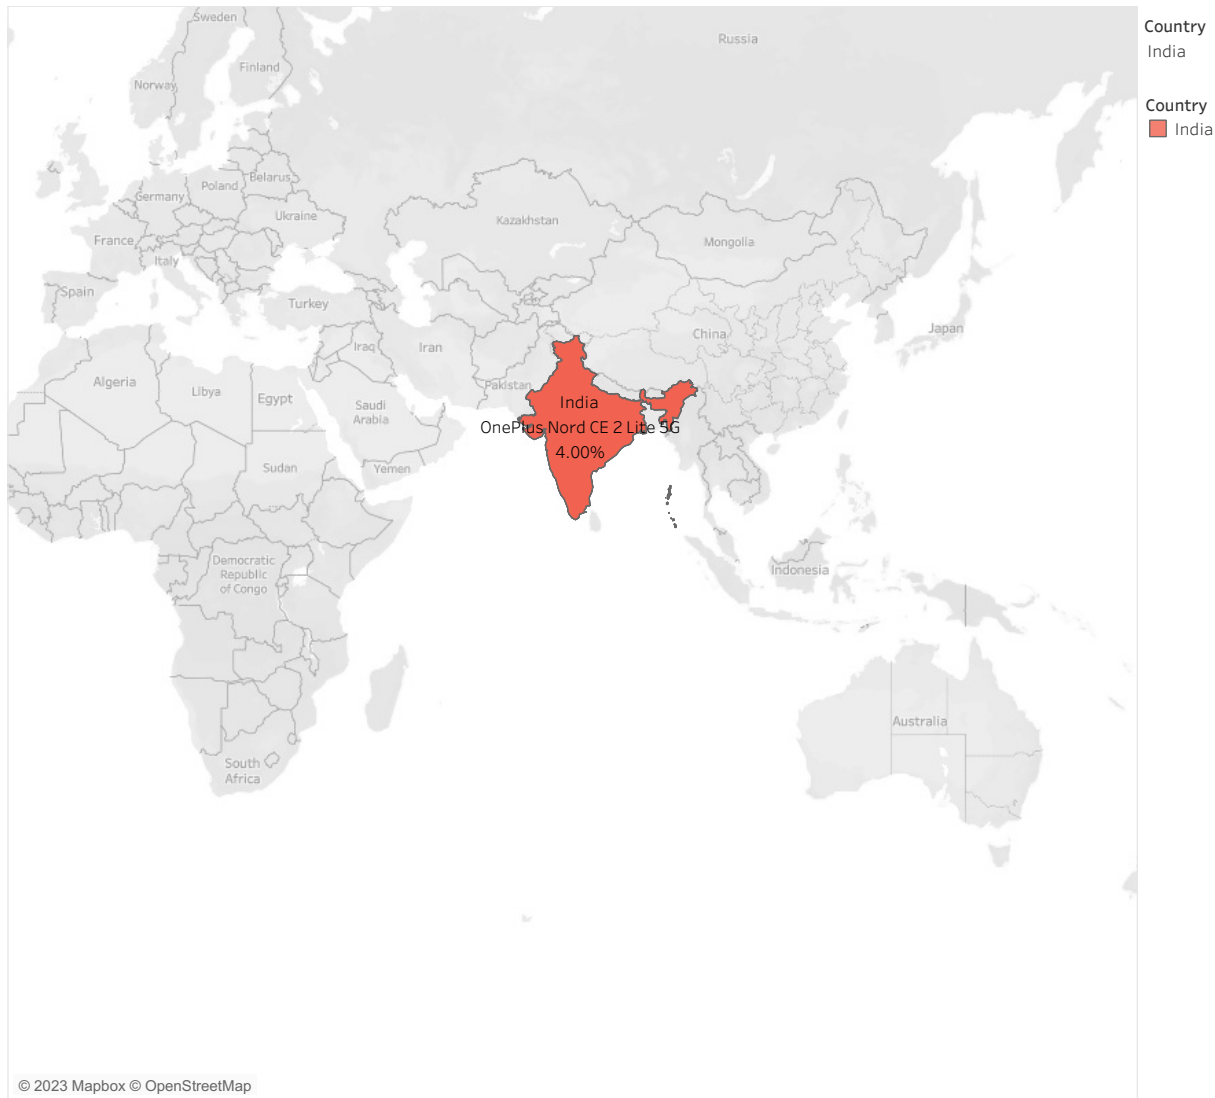 Sweden
Russia
Finland
Norway
Poland
Belarus
Germany
Ukraine
Kazakhstan
France
Mongolia
Italy
Spain
Turkey
Japan
China
Iraq
Iran
Algeria
Pakistan
Libya
Egypt
Saudi
Arabia
India
OnePlus Nord CE 2 Lite 5G
4.00%
Sudan
Yemen
Democratic
Republic
of Congo
Indonesia
Australia
South
Africa
© 2023 Mapbox © OpenStreetMap
Country
India
Country
India